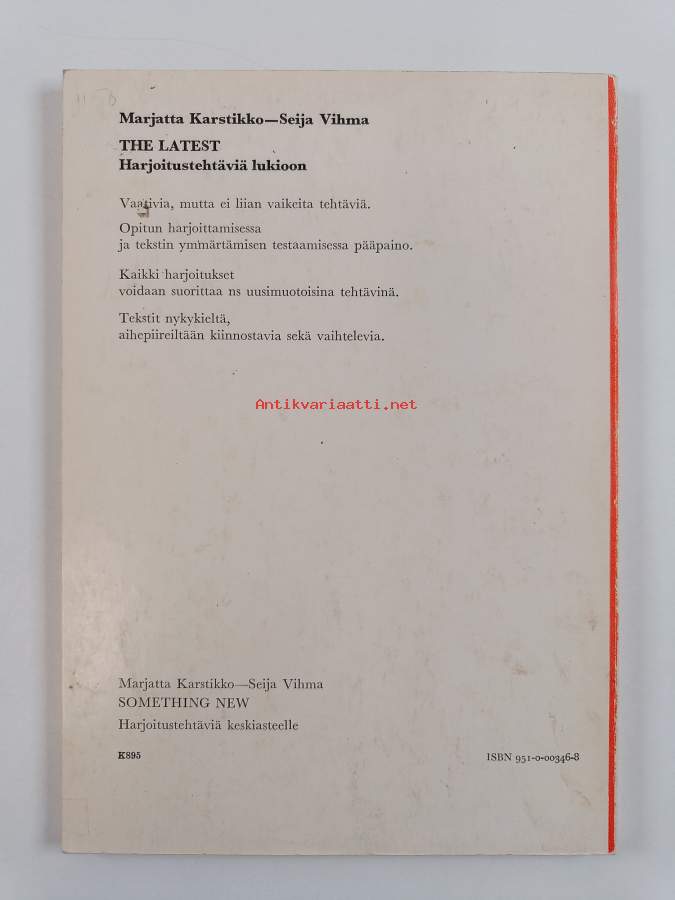 Marjatta Karstikko—Seija Vihma
THE LATEST
Harjoitustehtäviä lukioon
Vaativia, mutta ei liian vaikeita tehtäviä.
Opitun harjoittamisessa
ja tekstin ymmärtämisen testaamisessa pääpaino.
Kaikki harjoitukset
voidaan suorittaa ns uusimuotoisina tehtävinä.
Tekstit nykykieltä,
aihepiireiltään kiinnostavia sekä vaihtelevia.
Antikvariaatti.net
Marjatta Karstikko—Seija Vihma
SOMETHING NEW
Harjoitustehtäviä keskiasteelle
K895 ISBN 951-0-00346-8